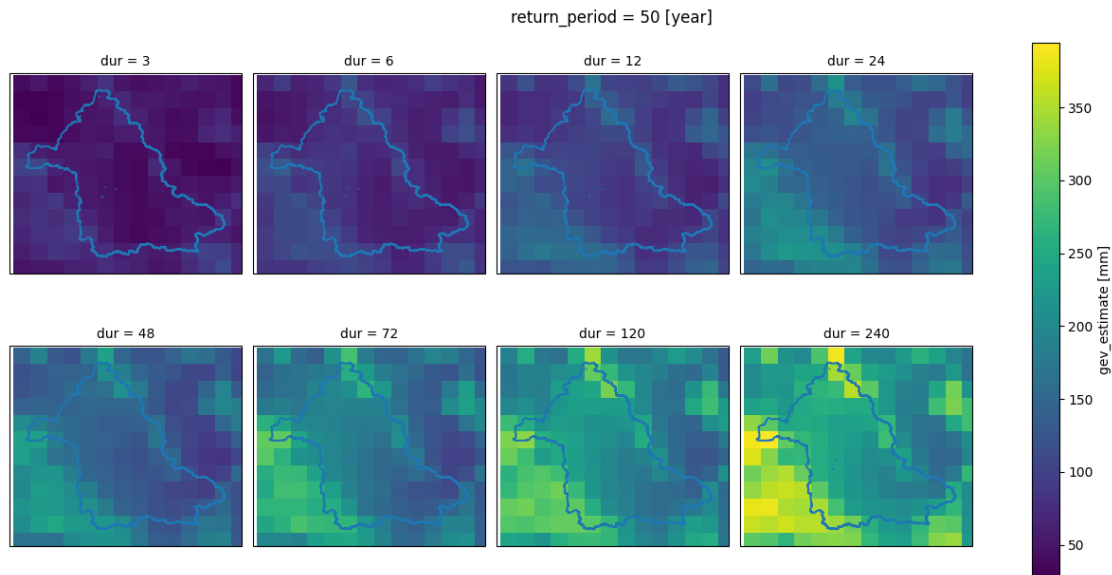 return_period = 50 [year]
dur = 3
dur = 6
dur = 12
dur = 24
dur = 48
dur = 72
dur = 120
dur = 240
350
300
250
200
150
100
50
gev_estimate [mm]